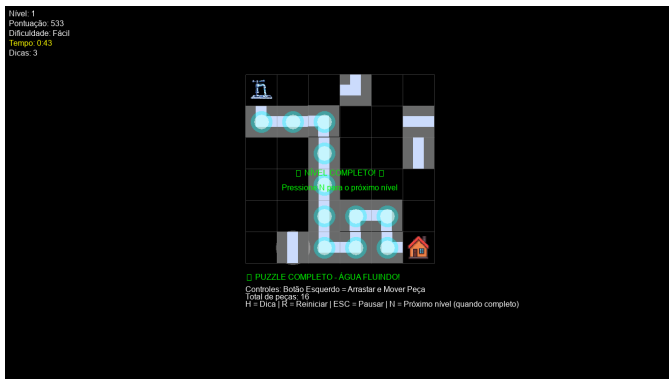 Nível: 1
Pontuação: 533
Dificuldade: Fácil
Tempo: 0:43
Dicas: 3
NÍVEL COMPLETO!
Pressione N para o próximo nível
PUZZLE COMPLETO - ÁGUA FLUINDO!
Controles: Botão Esquerdo = Arrastar e Mover Peça
Total de peças: 16
H = Dica | R = Reiniciar | ESC = Pausar | N = Próximo nível (quando completo)